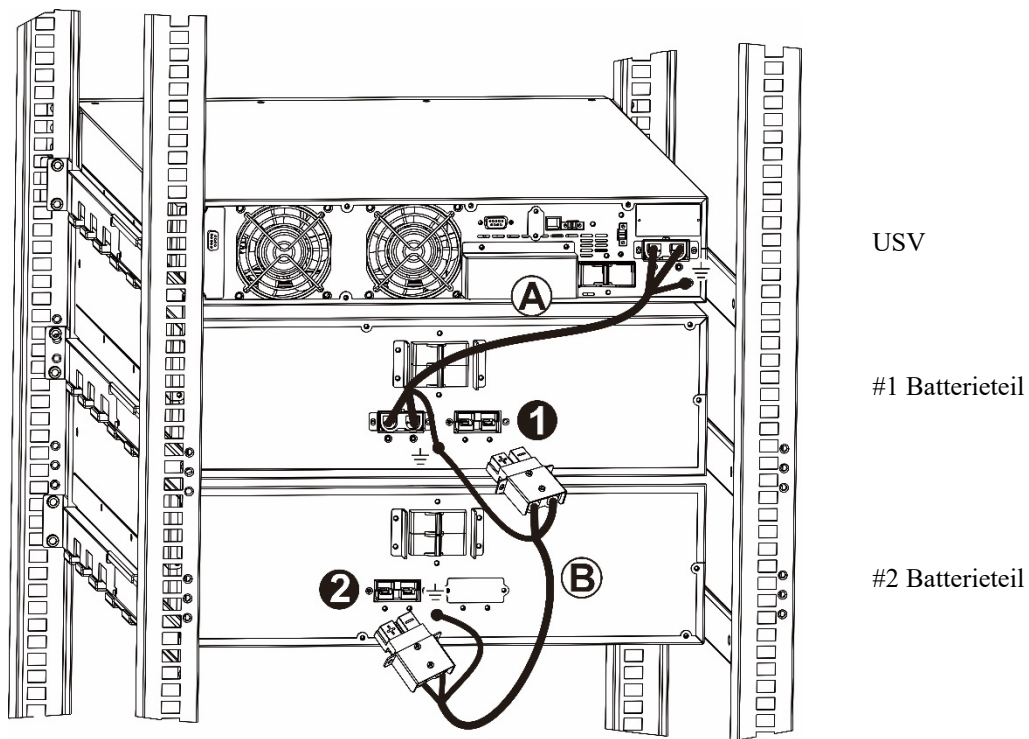 USV
A
#1 Batterieteil
1
+ −
B
#2 Batterieteil
2
+ −